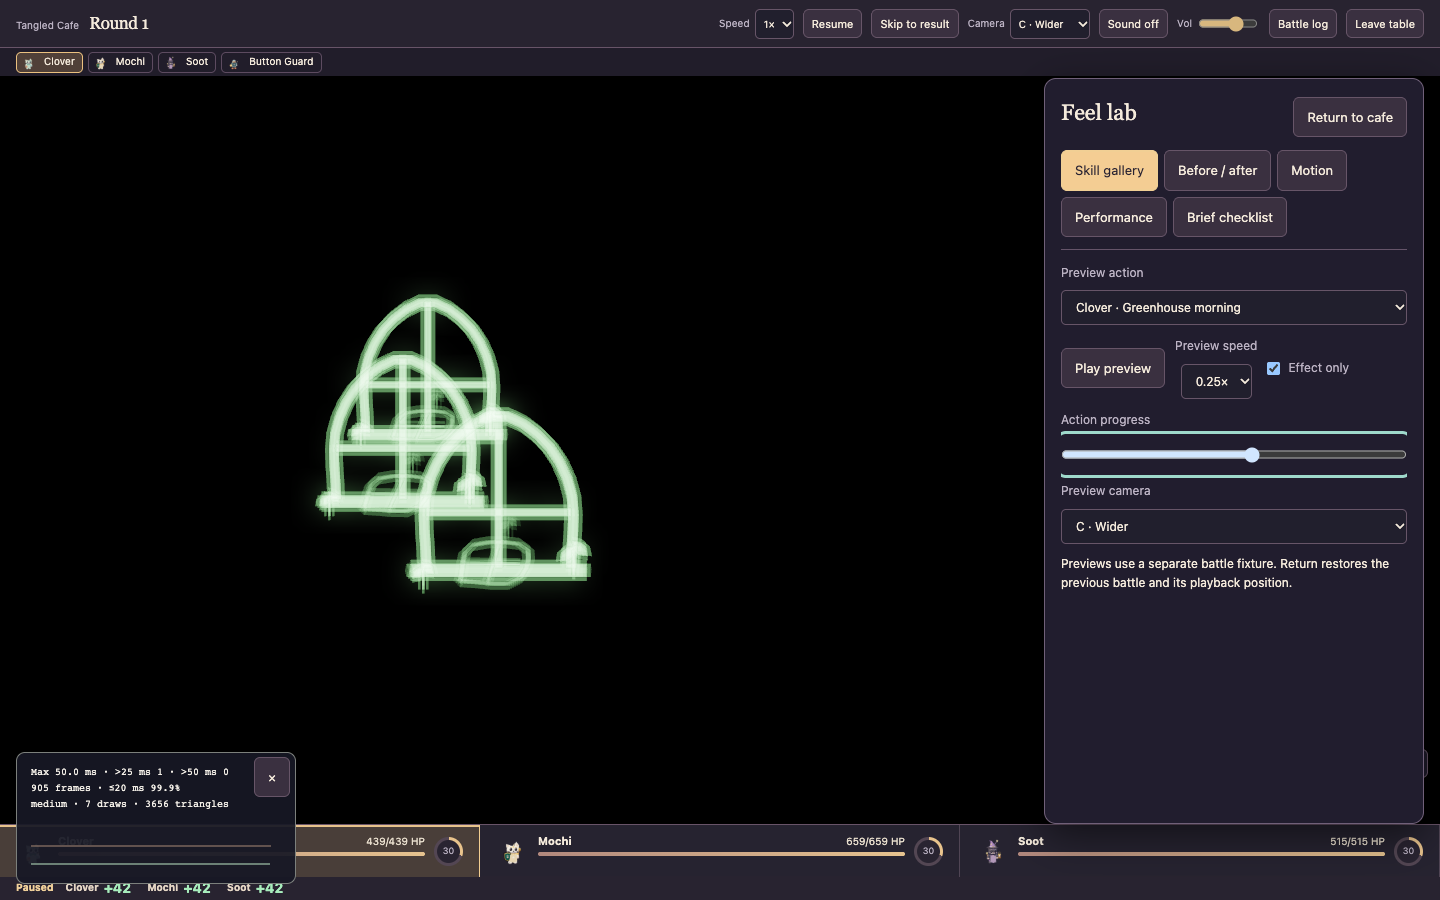 Tangled Cafe Round 1
Speed 1× Resume Skip to result Camera C · Wider Sound off Vol Battle log Leave table
Clover Mochi Soot Button Guard
Feel lab
Return to cafe
Skill gallery Before / after Motion
Performance Brief checklist
Preview action
Clover · Greenhouse morning
Play preview
Preview speed
0.25×
Effect only
Action progress
Preview camera
C · Wider
Previews use a separate battle fixture. Return restores the
previous battle and its playback position.
Max 50.0 ms · >25 ms 1 · >50 ms 0
905 frames · ≤20 ms 99.9%
medium · 7 draws · 3656 triangles
×
Clover 439/439 HP 30
Mochi 659/659 HP 30
Soot 515/515 HP 30
Paused Clover +42 Mochi +42 Soot +42